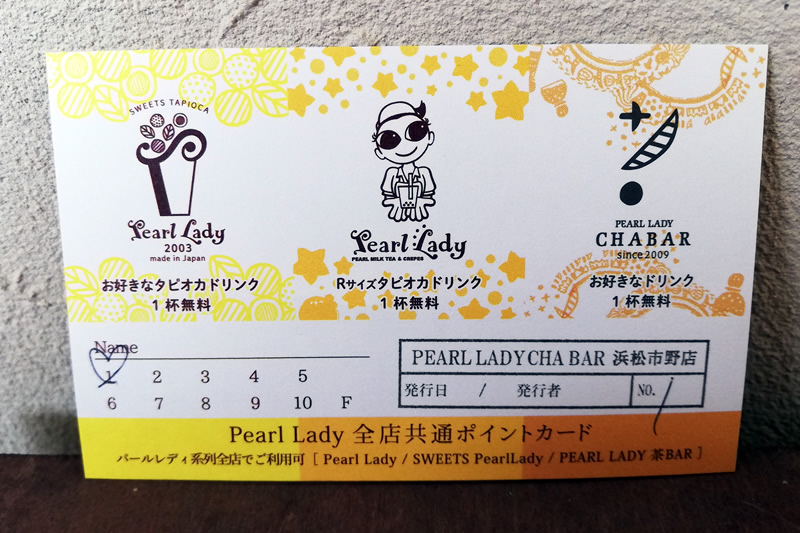 SWEETS TAPIOCA
Pearl Lady
2003
made in Japan
お好きなタピオカドリンク
1杯無料
Pearl Lady
PEARL MILK TEA & CREPES
Rサイズタピオカドリンク
1杯無料
PEARL LADY
CHABAR
since 2009
お好きなドリンク
1杯無料
Name
1 2 3 4 5
6 7 8 9 10 F
PEARL LADY CHA BAR 浜松市野店
発行日 / 発行者 NO. 1
Pearl Lady 全店共通ポイントカード
パールレディ系列全店でご利用可 [ Pearl Lady / SWEETS PearlLady / PEARL LADY 茶BAR ]